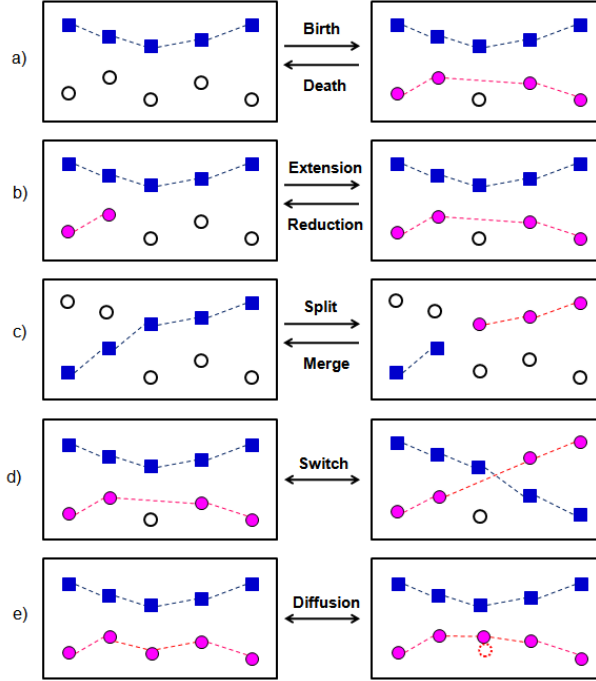 a)
Birth
Death
b)
Extension
Reduction
c)
Split
Merge
d)
Switch
e)
Diffusion